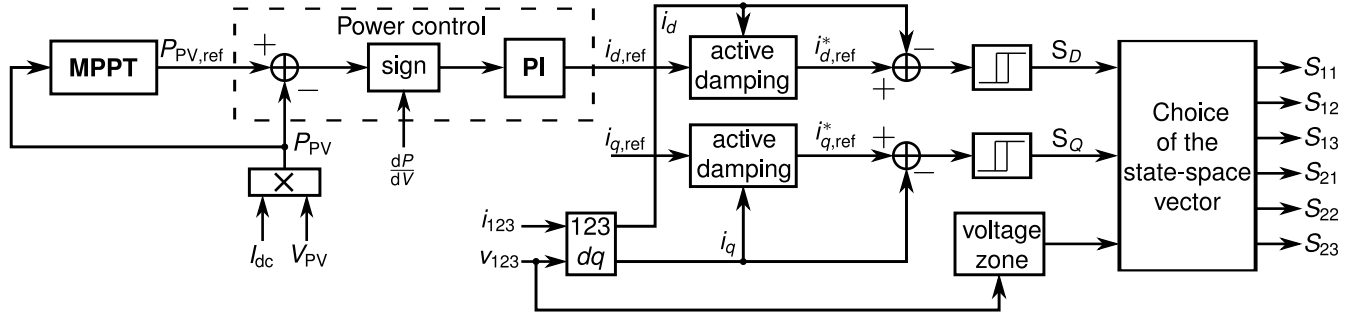 Power control
MPPT
P_PV,ref
+
−
sign
PI
i_d,ref
i_d
active
damping
i*_d,ref
−
+
S_D
Choice
of the
state-space
vector
S_11
S_12
S_13
S_21
S_22
S_23
P_PV
×
I_dc
V_PV
dP
dV
i_q,ref
active
damping
i*_q,ref
+
−
S_Q
i_123
v_123
123
dq
i_q
voltage
zone